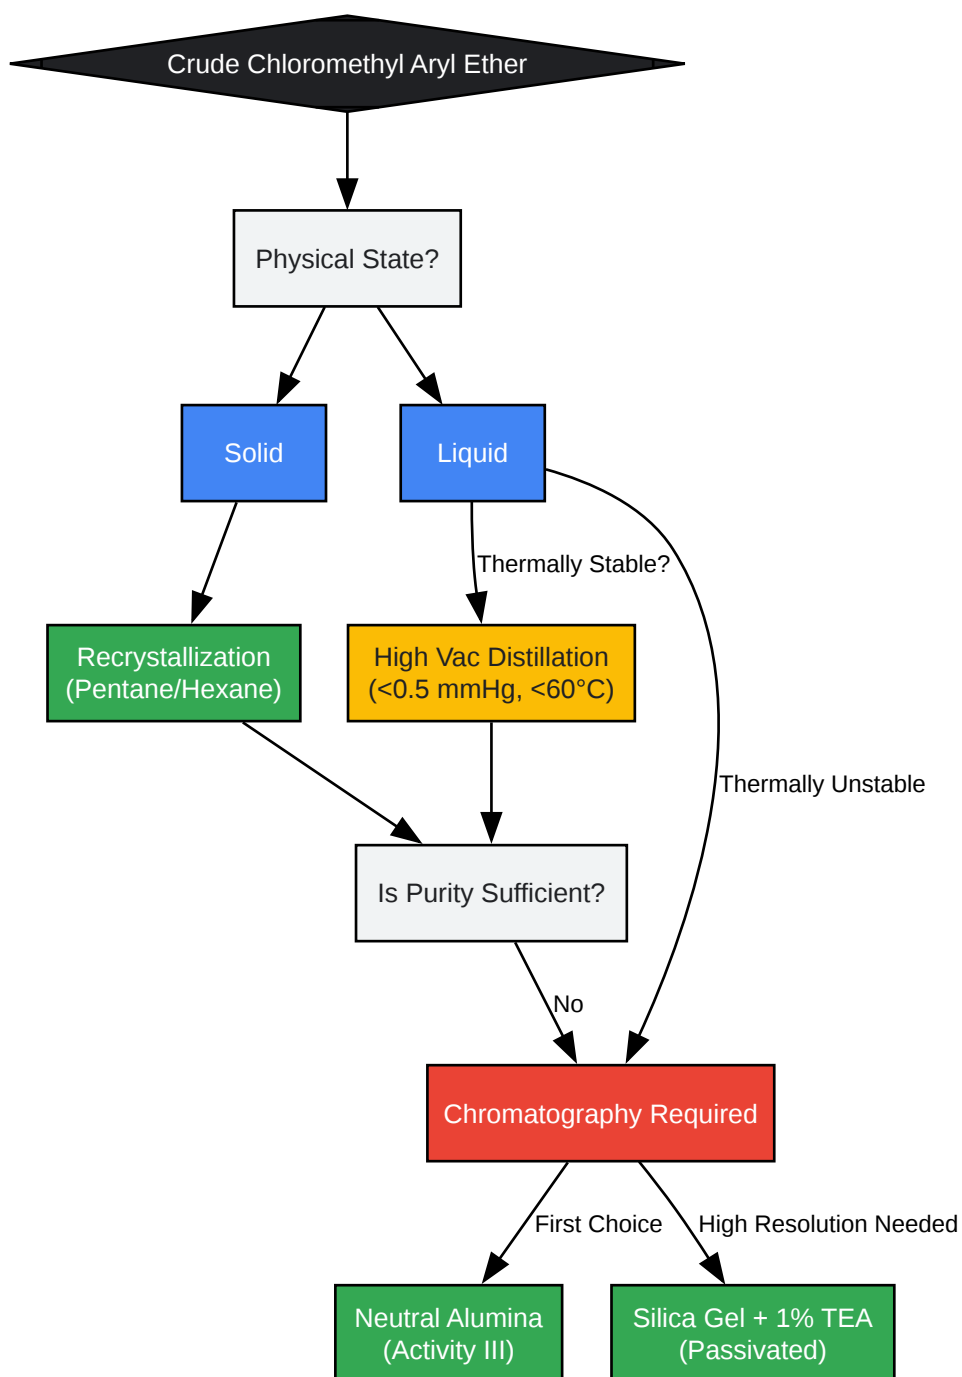 Crude Chloromethyl Aryl Ether
Physical State?
Solid
Liquid
Thermally Stable?
Recrystallization
(Pentane/Hexane)
High Vac Distillation
(<0.5 mmHg, <60°C)
Thermally Unstable
Is Purity Sufficient?
No
Chromatography Required
First Choice
High Resolution Needed
Neutral Alumina
(Activity III)
Silica Gel + 1% TEA
(Passivated)